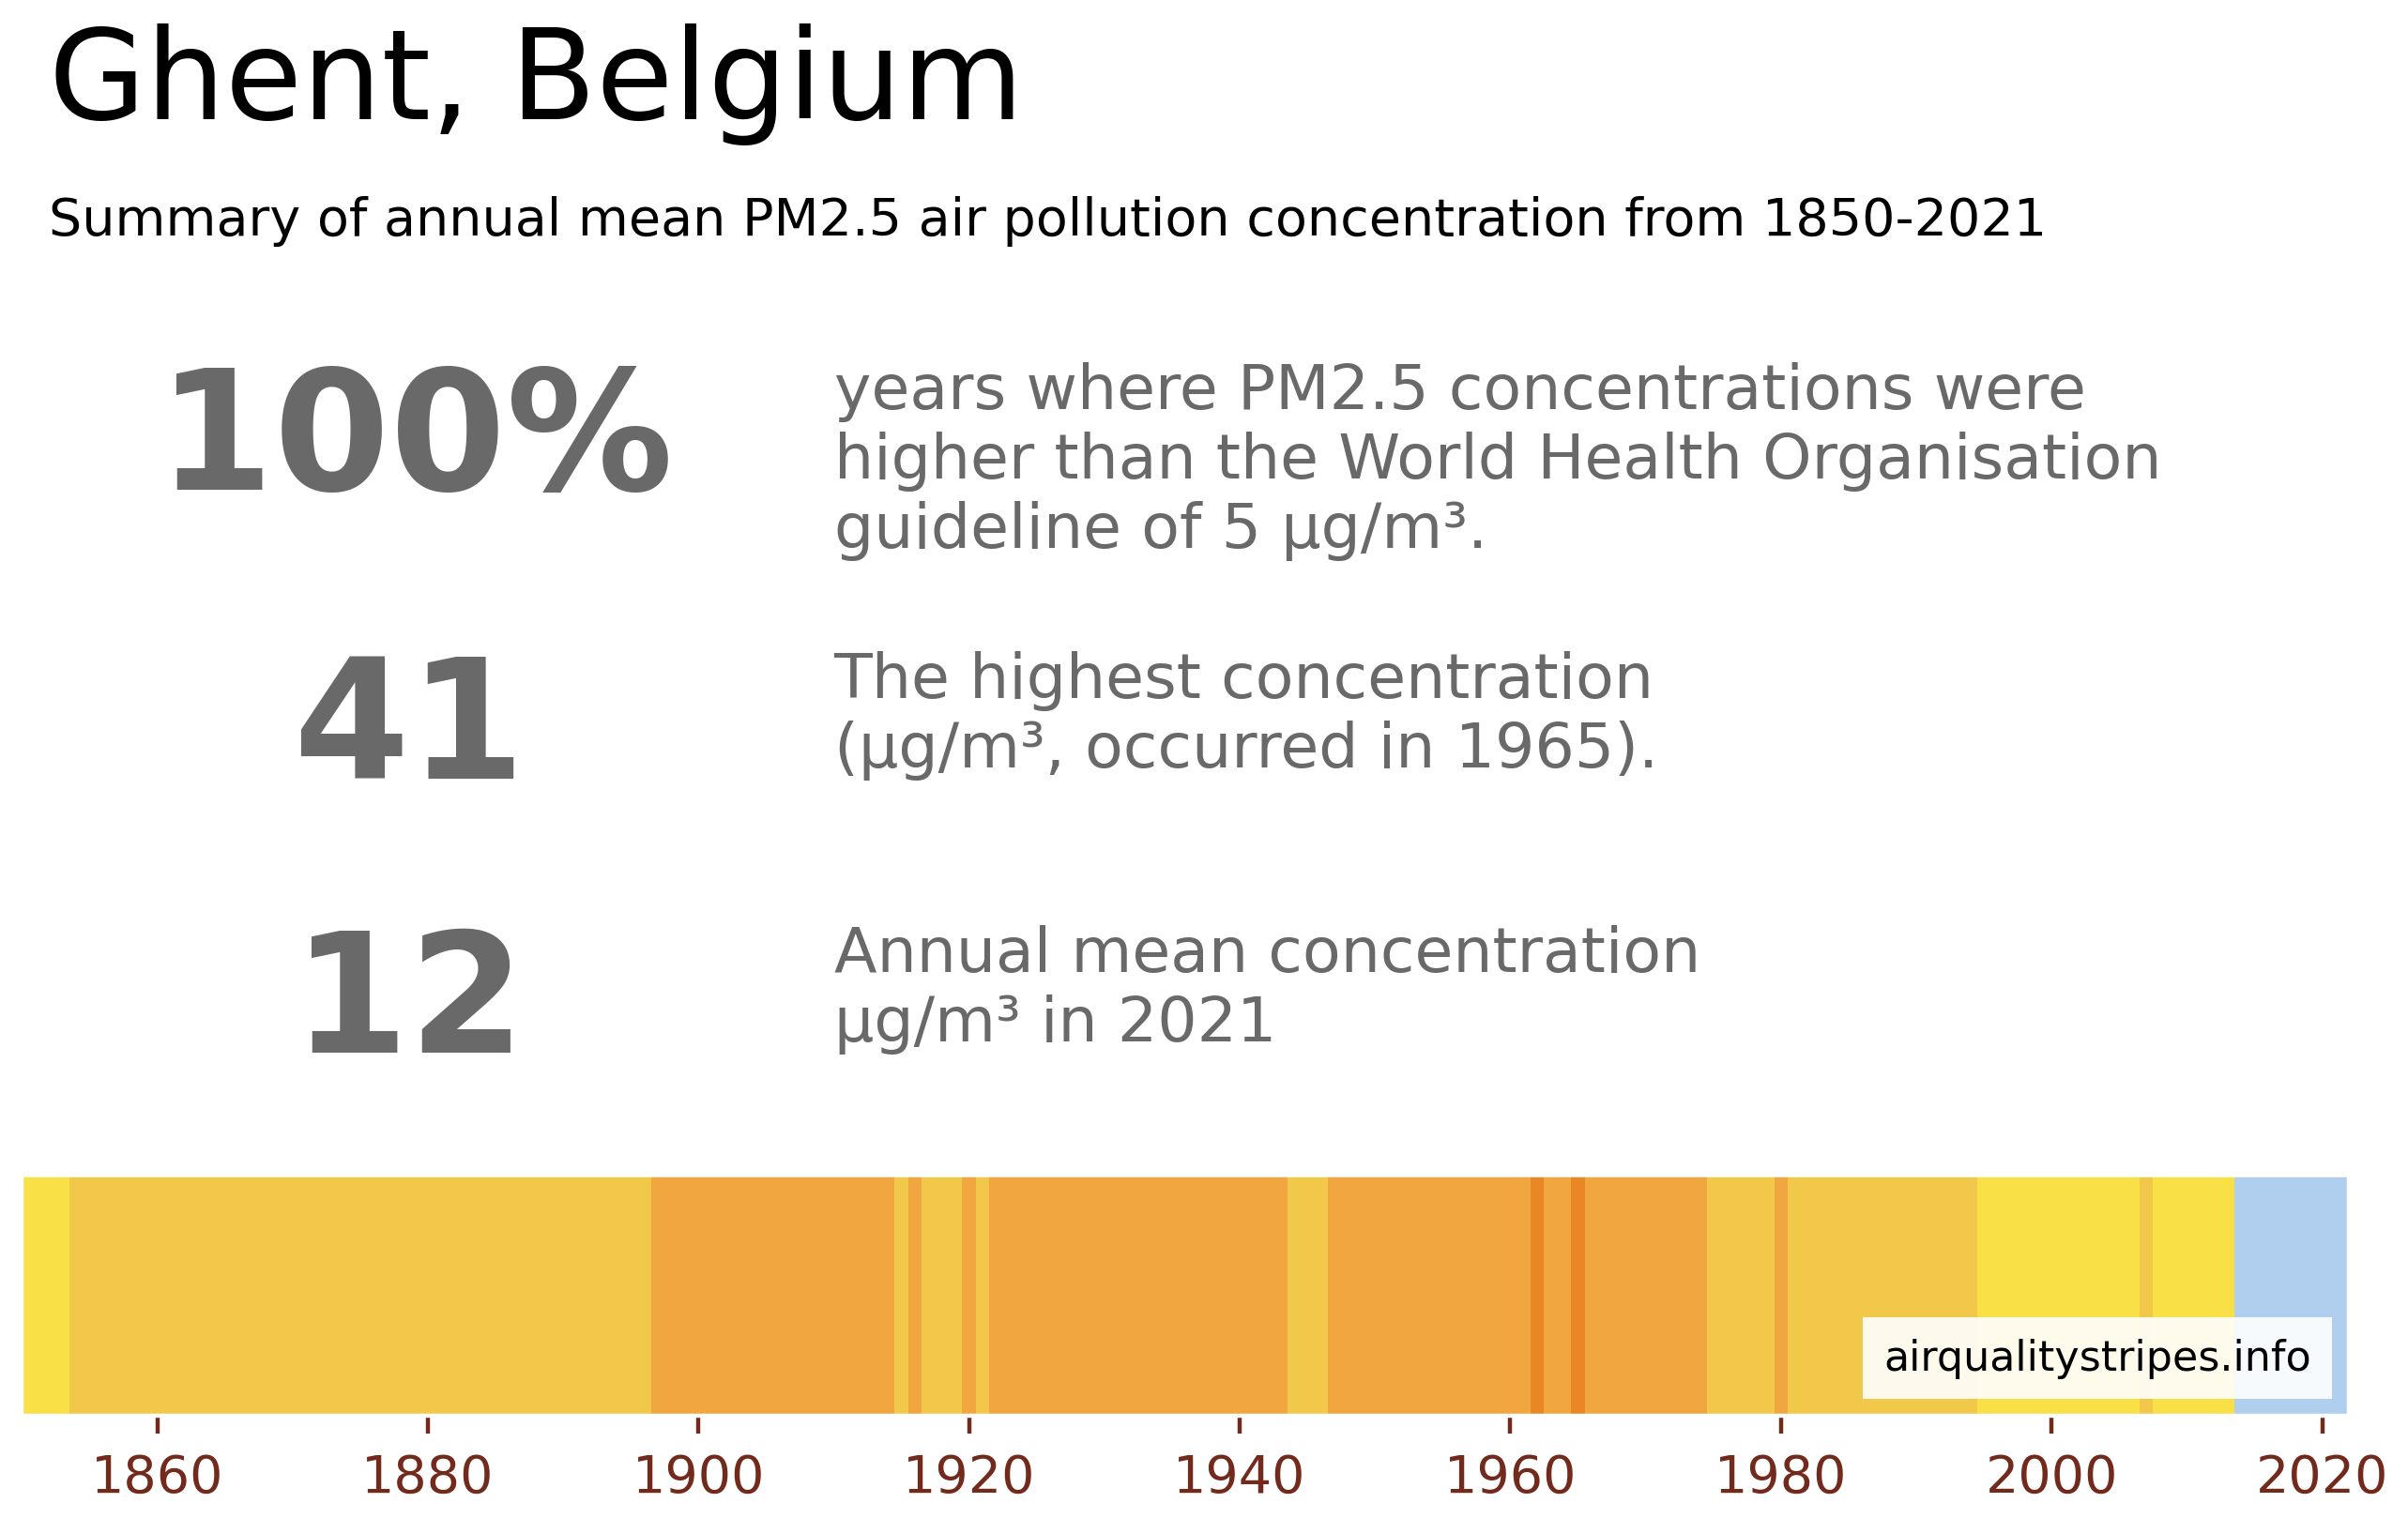 Ghent, Belgium
Summary of annual mean PM2.5 air pollution concentration from 1850-2021
100%
years where PM2.5 concentrations were
higher than the World Health Organisation
guideline of 5 µg/m³.
41
The highest concentration
(µg/m³, occurred in 1965).
12
Annual mean concentration
µg/m³ in 2021
airqualitystripes.info
1860 1880 1900 1920 1940 1960 1980 2000 2020